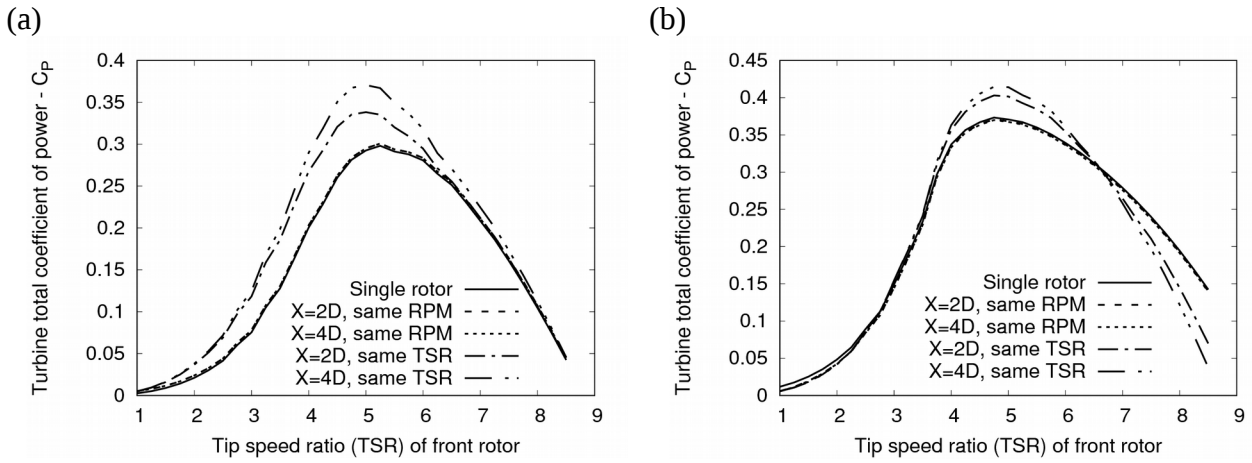 (a)
Turbine total coefficient of power - CP
0.4
0.35
0.3
0.25
0.2
0.15
0.1
0.05
0
Single rotor
X=2D, same RPM
X=4D, same RPM
X=2D, same TSR
X=4D, same TSR
1 2 3 4 5 6 7 8 9
Tip speed ratio (TSR) of front rotor
(b)
Turbine total coefficient of power - CP
0.45
0.4
0.35
0.3
0.25
0.2
0.15
0.1
0.05
0
Single rotor
X=2D, same RPM
X=4D, same RPM
X=2D, same TSR
X=4D, same TSR
1 2 3 4 5 6 7 8 9
Tip speed ratio (TSR) of front rotor